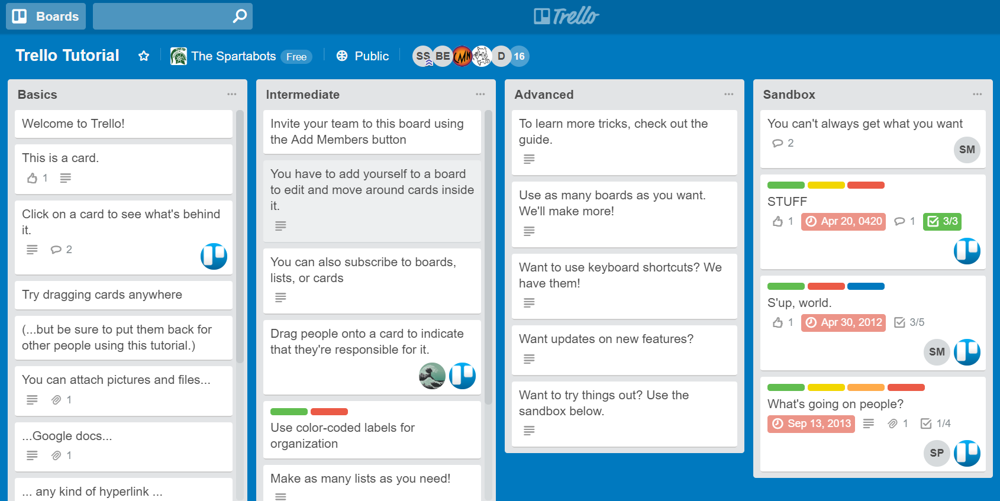 Boards
Trello
Trello Tutorial
The Spartabots Free
Public
SS BE D 16
Basics
Welcome to Trello!
This is a card.
1
Click on a card to see what's behind
it.
2
Try dragging cards anywhere
(...but be sure to put them back for
other people using this tutorial.)
You can attach pictures and files...
1
...Google docs...
1
... any kind of hyperlink ...
Intermediate
Invite your team to this board using
the Add Members button
You have to add yourself to a board
to edit and move around cards inside
it.
You can also subscribe to boards,
lists, or cards
Drag people onto a card to indicate
that they're responsible for it.
Use color-coded labels for
organization
Make as many lists as you need!
Advanced
To learn more tricks, check out the
guide.
Use as many boards as you want.
We'll make more!
Want to use keyboard shortcuts? We
have them!
Want updates on new features?
Want to try things out? Use the
sandbox below.
Sandbox
You can't always get what you want
2
SM
STUFF
1 Apr 20, 0420 1 3/3
S'up, world.
1 Apr 30, 2012 3/5
SM
What's going on people?
Sep 13, 2013 1 1/4
SP